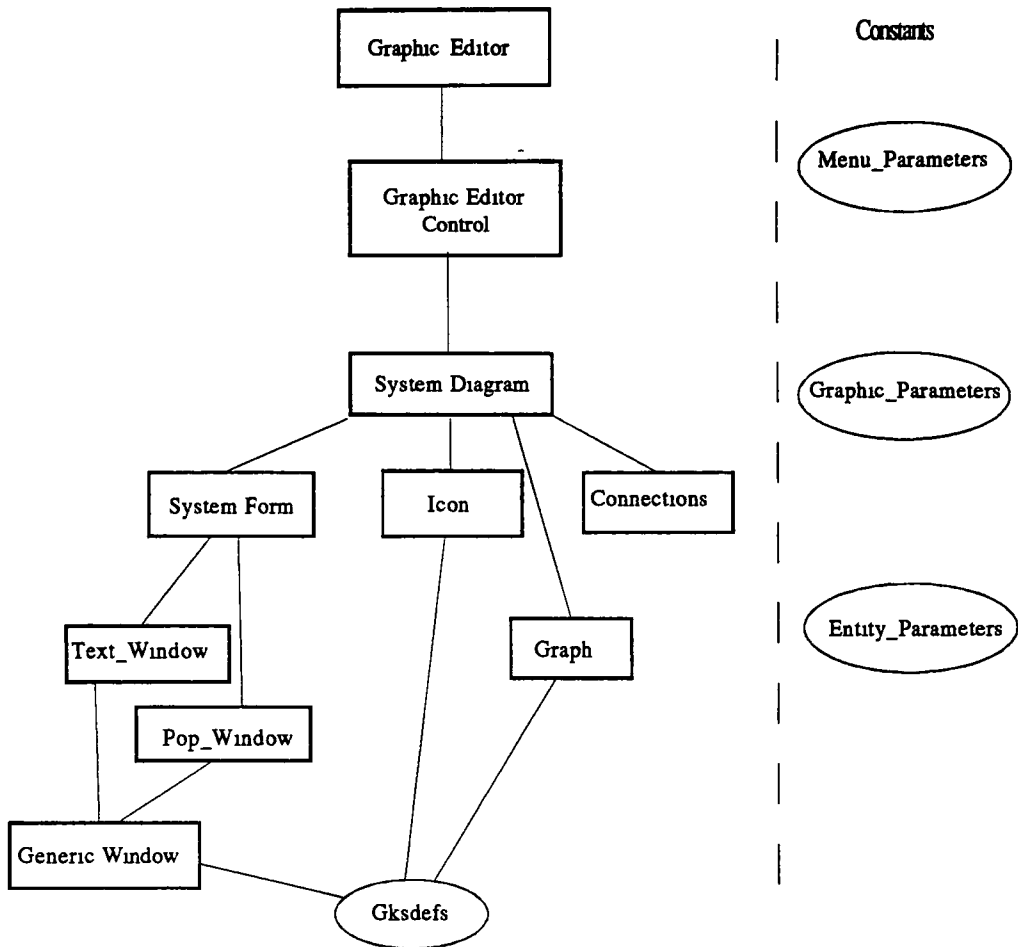 Graphic Editor
Constants
Menu_Parameters
Graphic Editor
Control
System Diagram
Graphic_Parameters
System Form
Icon
Connections
Text_Window
Graph
Entity_Parameters
Pop_Window
Generic Window
Gksdefs